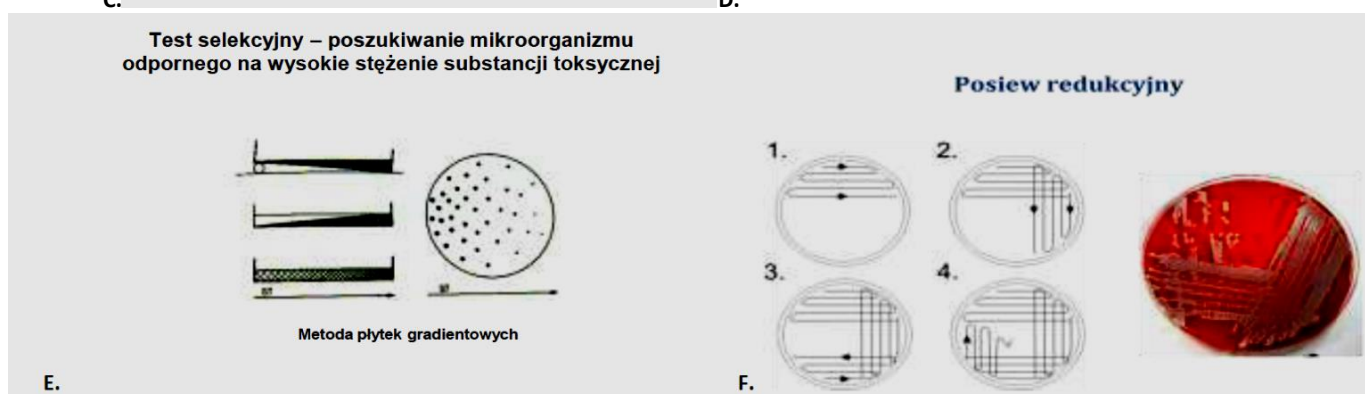 C. D.
Test selekcyjny – poszukiwanie mikroorganizmu
odpornego na wysokie stężenie substancji toksycznej
Metoda płytek gradientowych
E.
Posiew redukcyjny
1. 2.
3. 4.
F.